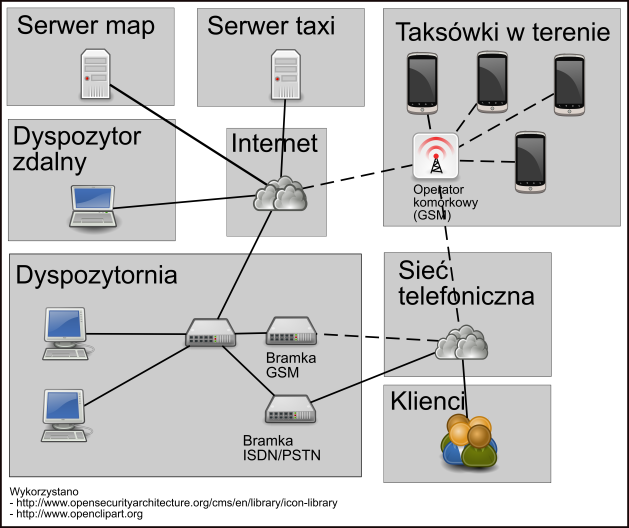 Serwer map
Serwer taxi
Taksówki w terenie
Dyspozytor
zdalny
Internet
Operator
komórkowy
(GSM)
Dyspozytornia
Sieć
telefoniczna
Bramka
GSM
Bramka
ISDN/PSTN
Klienci
Wykorzystano
- http://www.opensecurityarchitecture.org/cms/en/library/icon-library
- http://www.openclipart.org